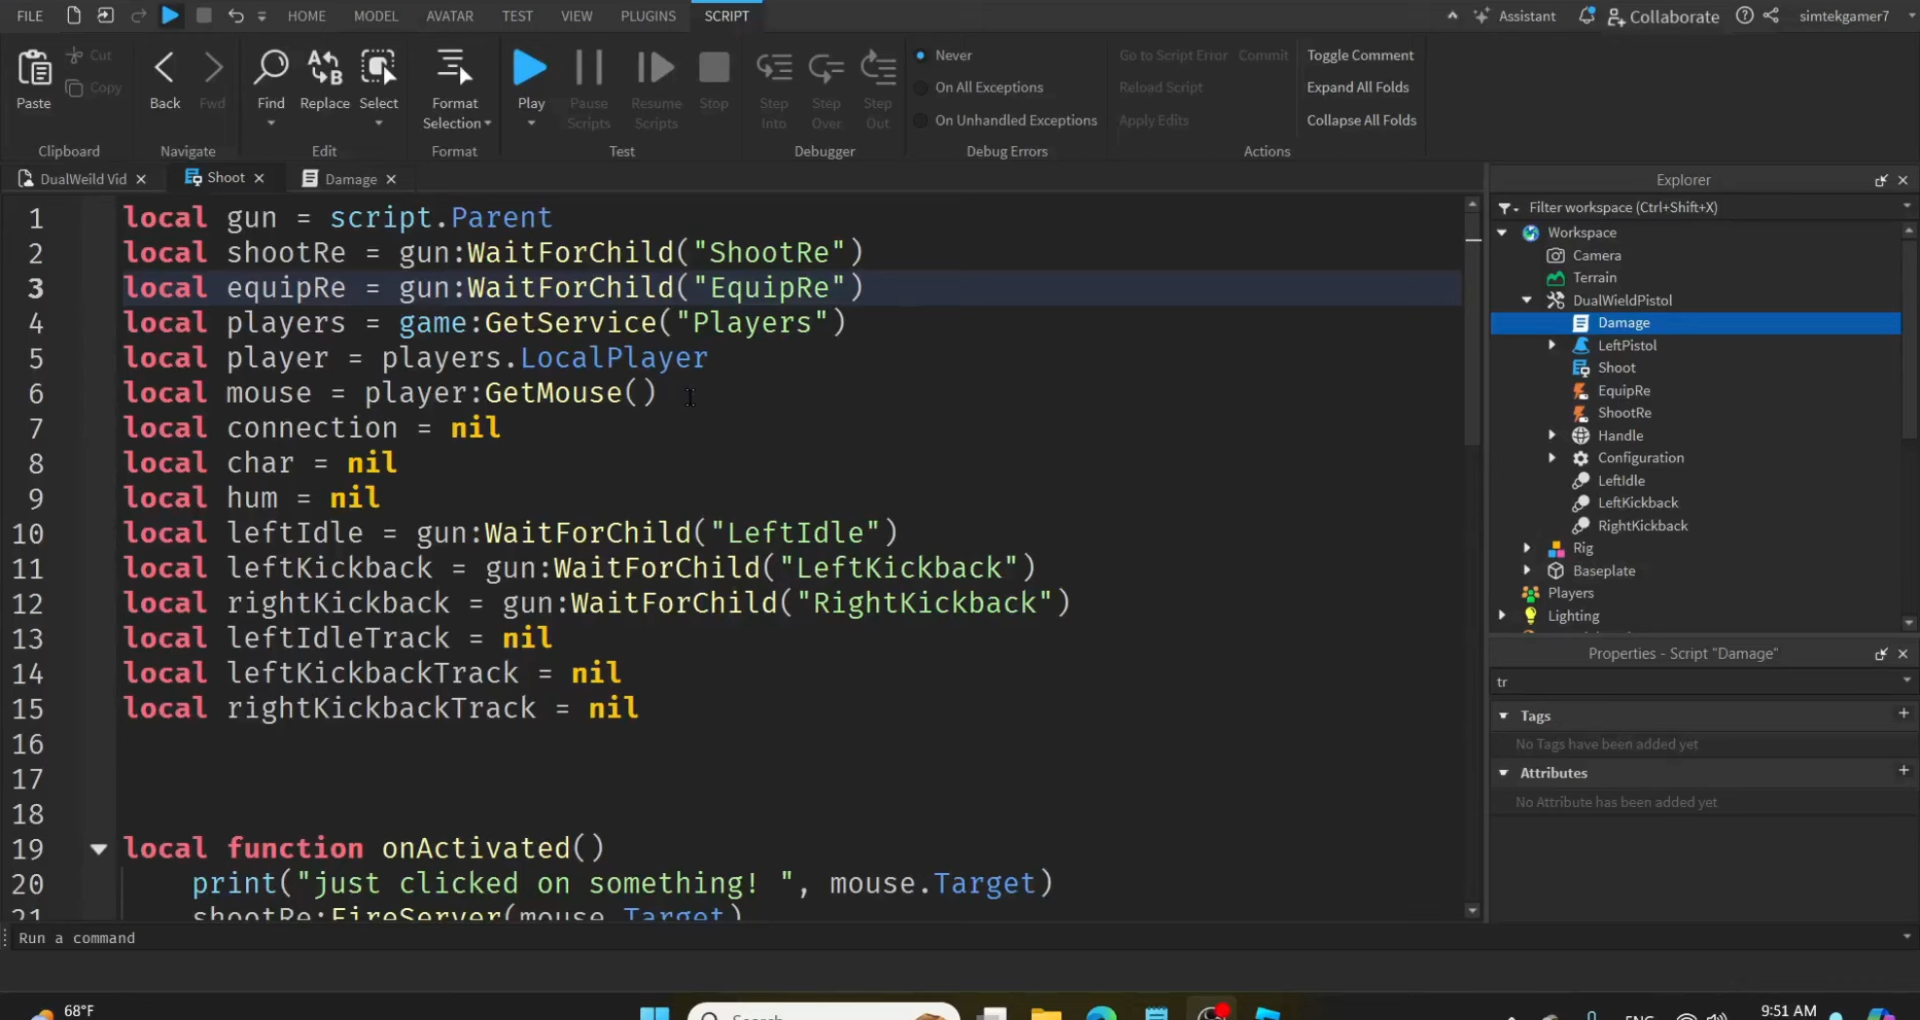 FILE HOME MODEL AVATAR TEST VIEW PLUGINS SCRIPT Assistant Collaborate simtekgamer7
Paste Cut Copy Back Fwd Find Replace Select Format Selection Play Pause Scripts Resume Scripts Stop Step Into Step Over Step Out
Never
On All Exceptions
On Unhandled Exceptions
Go to Script Error Commit
Reload Script
Apply Edits
Toggle Comment
Expand All Folds
Collapse All Folds
Clipboard Navigate Edit Format Test Debugger Debug Errors Actions
DualWeild Vid Shoot Damage
1 local gun = script.Parent
2 local shootRe = gun:WaitForChild("ShootRe")
3 local equipRe = gun:WaitForChild("EquipRe")
4 local players = game:GetService("Players")
5 local player = players.LocalPlayer
6 local mouse = player:GetMouse()
7 local connection = nil
8 local char = nil
9 local hum = nil
10 local leftIdle = gun:WaitForChild("LeftIdle")
11 local leftKickback = gun:WaitForChild("LeftKickback")
12 local rightKickback = gun:WaitForChild("RightKickback")
13 local leftIdleTrack = nil
14 local leftKickbackTrack = nil
15 local rightKickbackTrack = nil
16
17
18
19 local function onActivated()
20 print("just clicked on something! ", mouse.Target)
21 shootRe:FireServer(mouse.Target)
Explorer
Filter workspace (Ctrl+Shift+X)
Workspace
Camera
Terrain
DualWieldPistol
Damage
LeftPistol
Shoot
EquipRe
ShootRe
Handle
Configuration
LeftIdle
LeftKickback
RightKickback
Rig
Baseplate
Players
Lighting
Properties - Script "Damage"
tr
Tags
No Tags have been added yet
Attributes
No Attribute has been added yet
Run a command
68°F
Search
ENG
9:51 AM